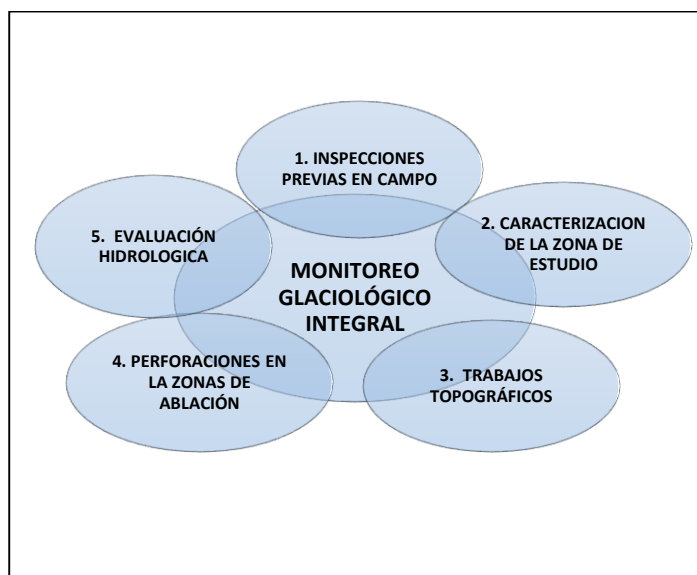 1. INSPECCIONES
PREVIAS EN CAMPO
2. CARACTERIZACION
DE LA ZONA DE
ESTUDIO
3. TRABAJOS
TOPOGRÁFICOS
4. PERFORACIONES EN
LA ZONAS DE
ABLACIÓN
5. EVALUACIÓN
HIDROLOGICA
MONITOREO
GLACIOLÓGICO
INTEGRAL